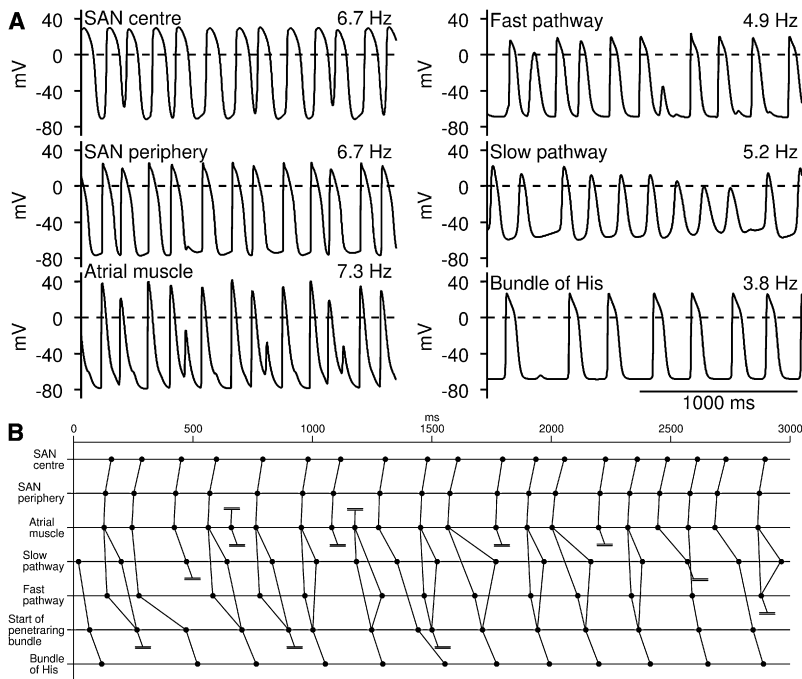 A
SAN centre 6.7 Hz
40
0
-40
-80
mV
SAN periphery 6.7 Hz
40
0
-40
-80
mV
Atrial muscle 7.3 Hz
40
0
-40
-80
mV
Fast pathway 4.9 Hz
40
0
-40
-80
mV
Slow pathway 5.2 Hz
40
0
-40
-80
mV
Bundle of His 3.8 Hz
40
0
-40
-80
mV
1000 ms
B
ms
0 500 1000 1500 2000 2500 3000
SAN
centre
SAN
periphery
Atrial
muscle
Slow
pathway
Fast
pathway
Start of
penetraring
bundle
Bundle
of His